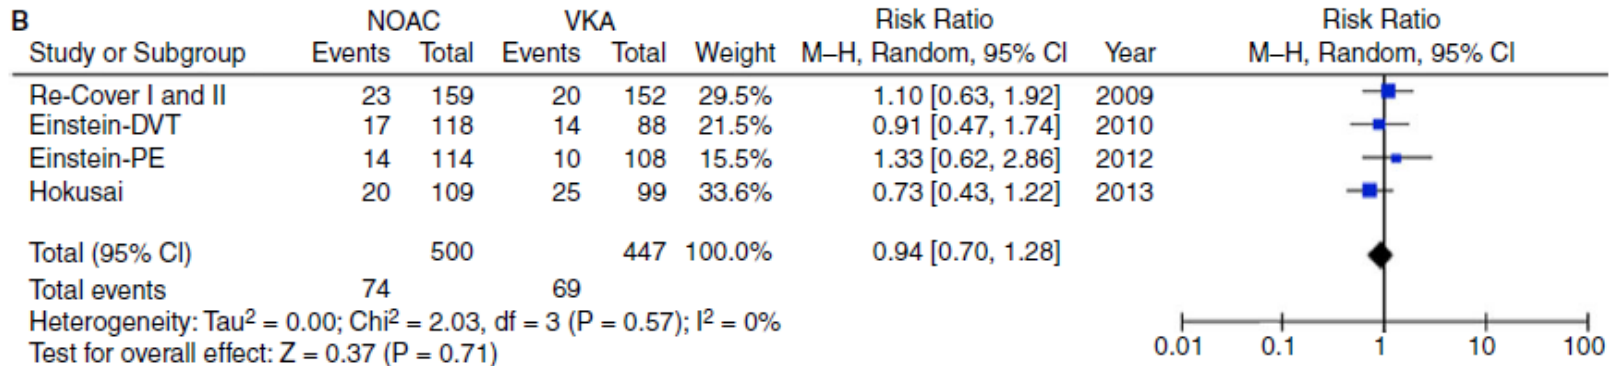 B NOAC VKA Risk Ratio Risk Ratio
Study or Subgroup Events Total Events Total Weight M–H, Random, 95% CI Year M–H, Random, 95% CI
Re-Cover I and II 23 159 20 152 29.5% 1.10 [0.63, 1.92] 2009
Einstein-DVT 17 118 14 88 21.5% 0.91 [0.47, 1.74] 2010
Einstein-PE 14 114 10 108 15.5% 1.33 [0.62, 2.86] 2012
Hokusai 20 109 25 99 33.6% 0.73 [0.43, 1.22] 2013
Total (95% CI) 500 447 100.0% 0.94 [0.70, 1.28]
Total events 74 69
Heterogeneity: Tau² = 0.00; Chi² = 2.03, df = 3 (P = 0.57); I² = 0%
Test for overall effect: Z = 0.37 (P = 0.71)
0.01 0.1 1 10 100